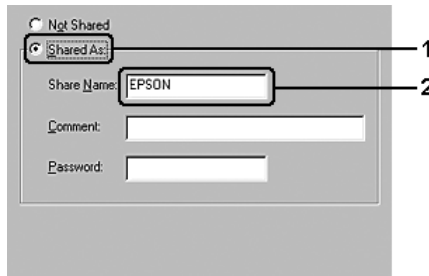 Not Shared
Shared As: 1
Share Name: EPSON 2
Comment:
Password: